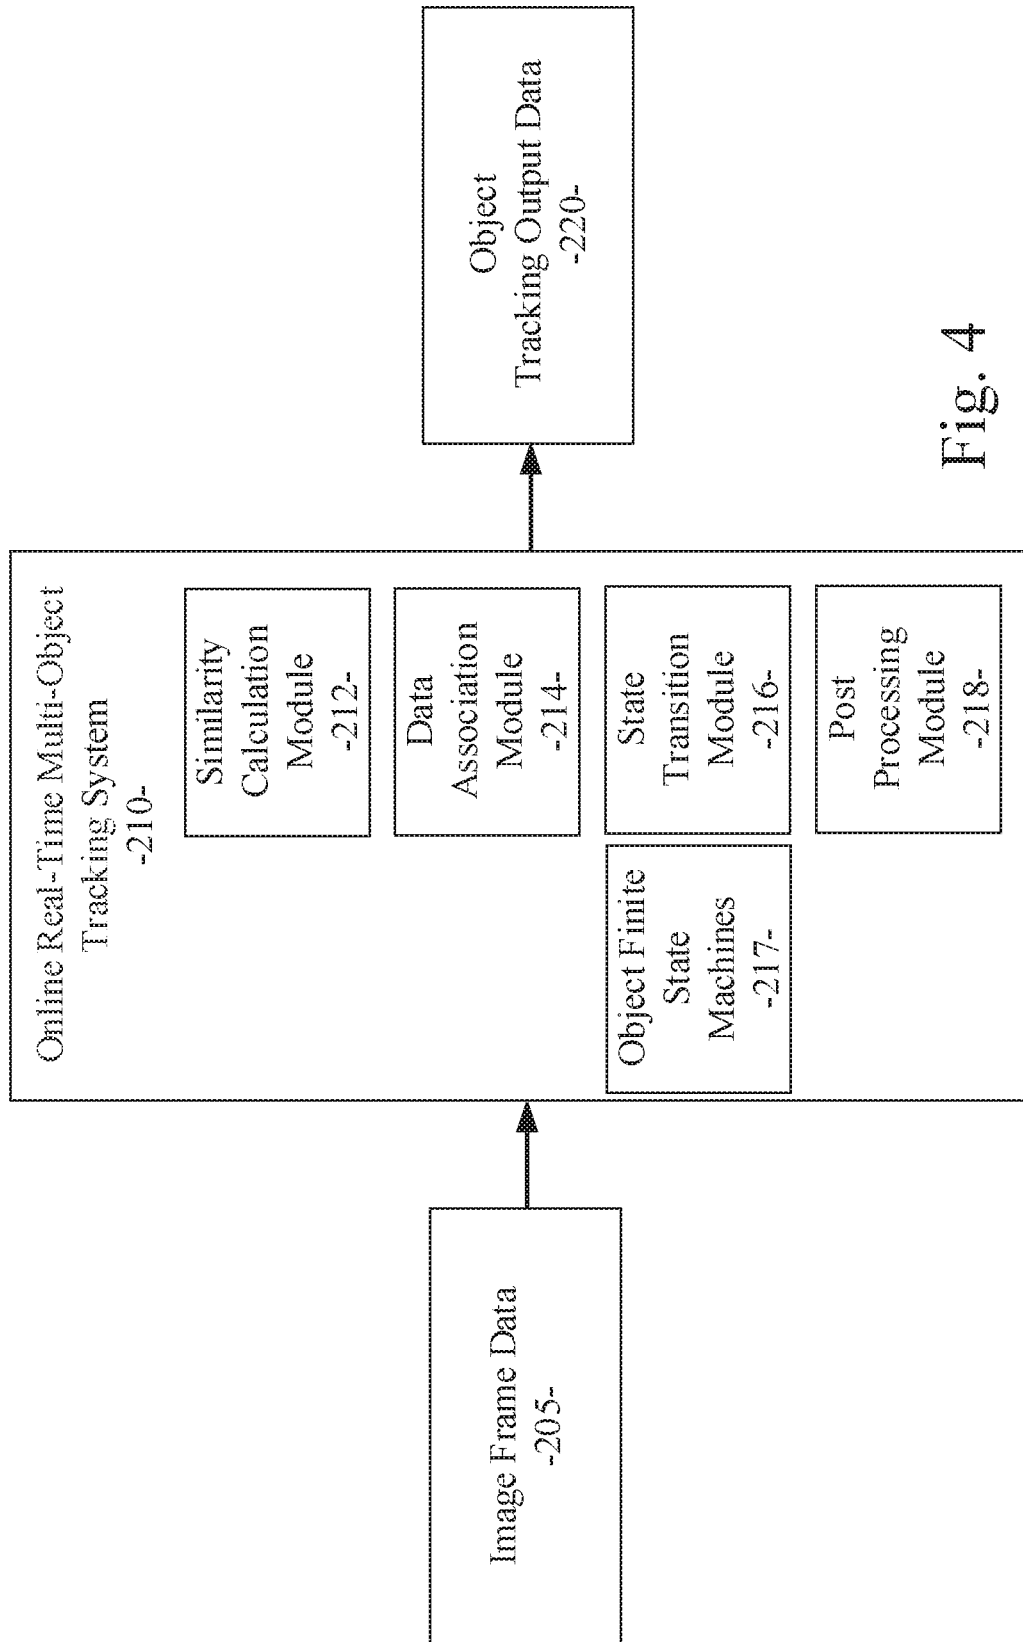 Image Frame Data
-205-
Online Real-Time Multi-Object
Tracking System
-210-
Similarity
Calculation
Module
-212-
Data
Association
Module
-214-
Object Finite
State
Machines
-217-
State
Transition
Module
-216-
Post
Processing
Module
-218-
Object
Tracking Output Data
-220-
Fig. 4